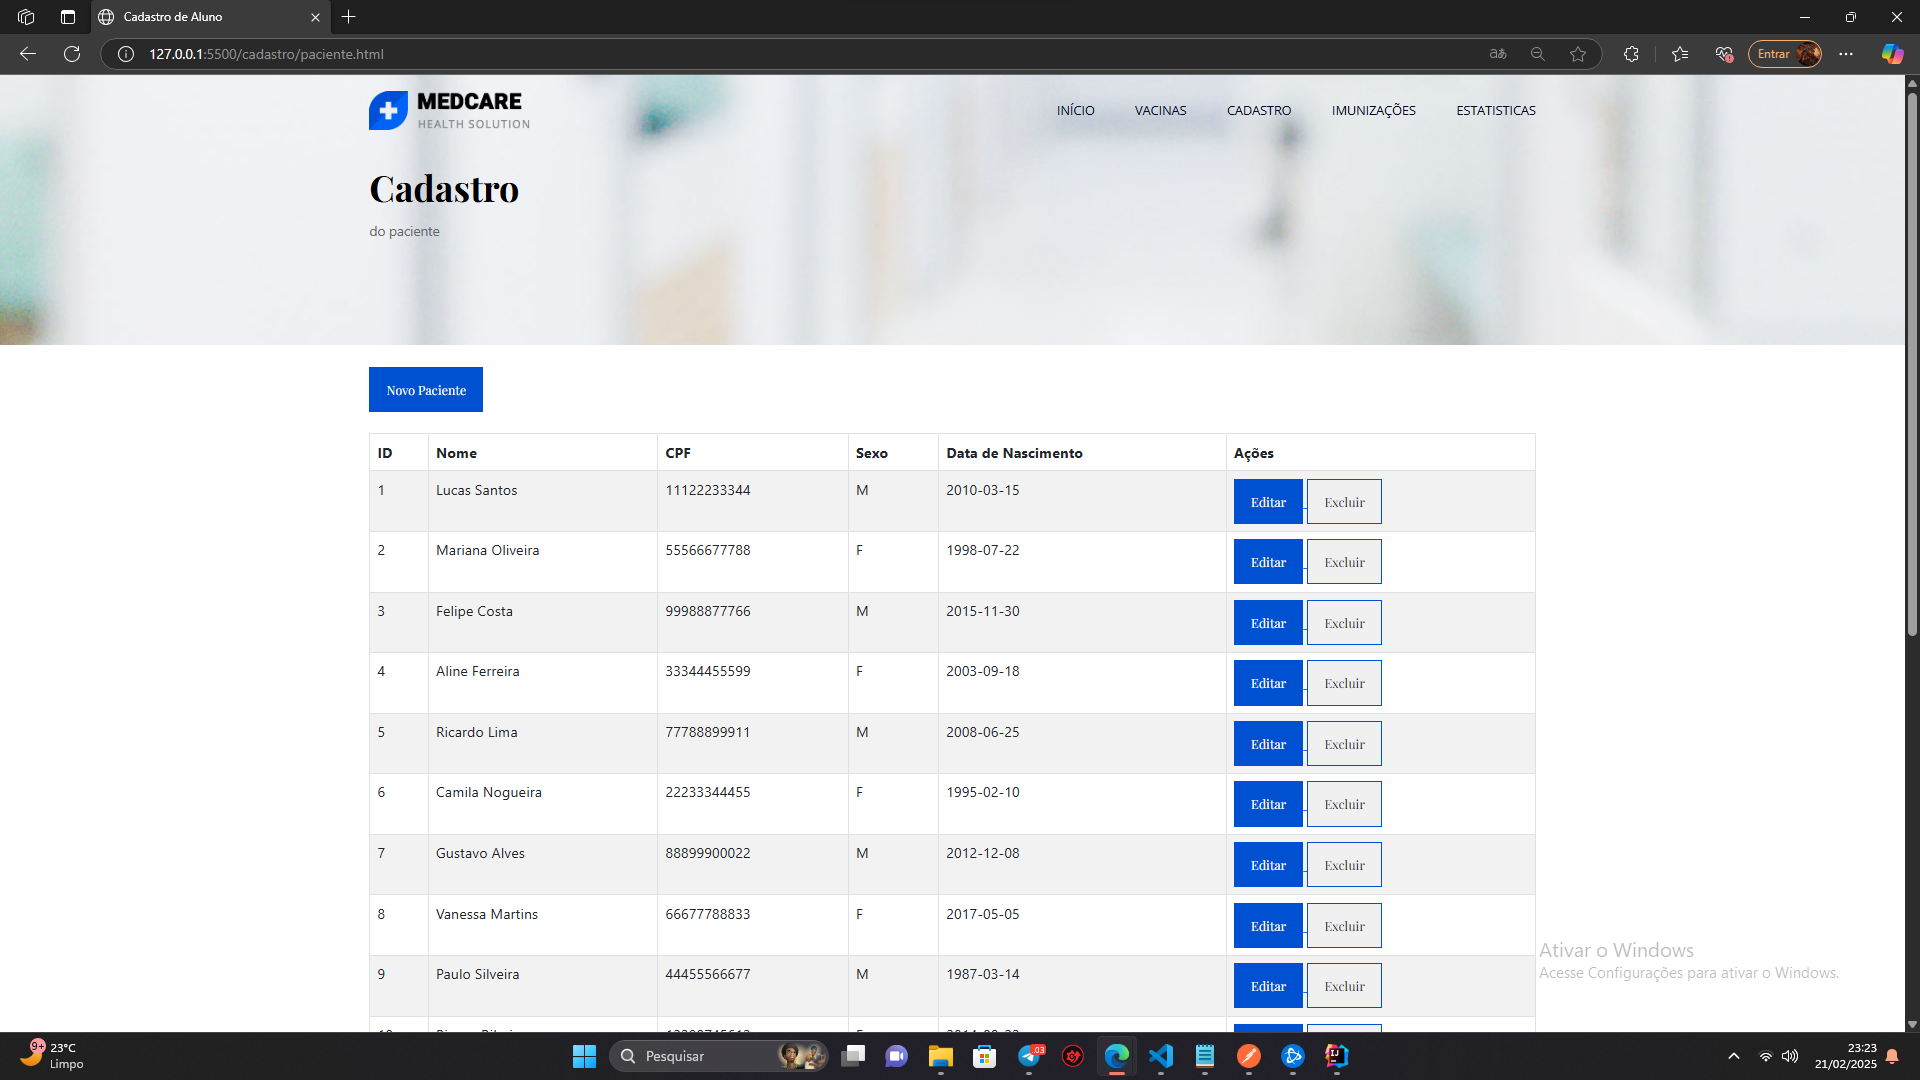 Cadastro de Aluno
127.0.0.1:5500/cadastro/paciente.html
Entrar
MEDCARE
HEALTH SOLUTION
INÍCIO VACINAS CADASTRO IMUNIZAÇÕES ESTATISTICAS
Cadastro
do paciente
Novo Paciente
ID Nome CPF Sexo Data de Nascimento Ações
1 Lucas Santos 11122233344 M 2010-03-15 Editar Excluir
2 Mariana Oliveira 55566677788 F 1998-07-22 Editar Excluir
3 Felipe Costa 99988877766 M 2015-11-30 Editar Excluir
4 Aline Ferreira 33344455599 F 2003-09-18 Editar Excluir
5 Ricardo Lima 77788899911 M 2008-06-25 Editar Excluir
6 Camila Nogueira 22233344455 F 1995-02-10 Editar Excluir
7 Gustavo Alves 88899900022 M 2012-12-08 Editar Excluir
8 Vanessa Martins 66677788833 F 2017-05-05 Editar Excluir
9 Paulo Silveira 44455566677 M 1987-03-14 Editar Excluir
Ativar o Windows
Acesse Configurações para ativar o Windows.
9+
23°C
Limpo
Pesquisar
23:23
21/02/2025